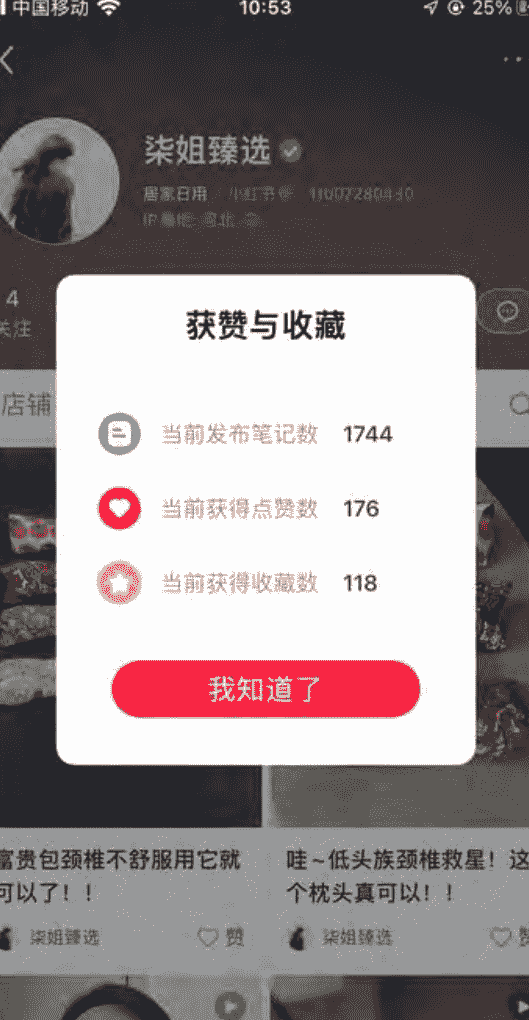 中国移动
10:53
25%
柒姐臻选
居家日用
4
关注
店铺
获赞与收藏
当前发布笔记数 1744
当前获得点赞数 176
当前获得收藏数 118
我知道了
富贵包颈椎不舒服用它就
可以了！！
柒姐臻选
赞
哇~低头族颈椎救星！这
个枕头真可以！！
柒姐臻选
赞